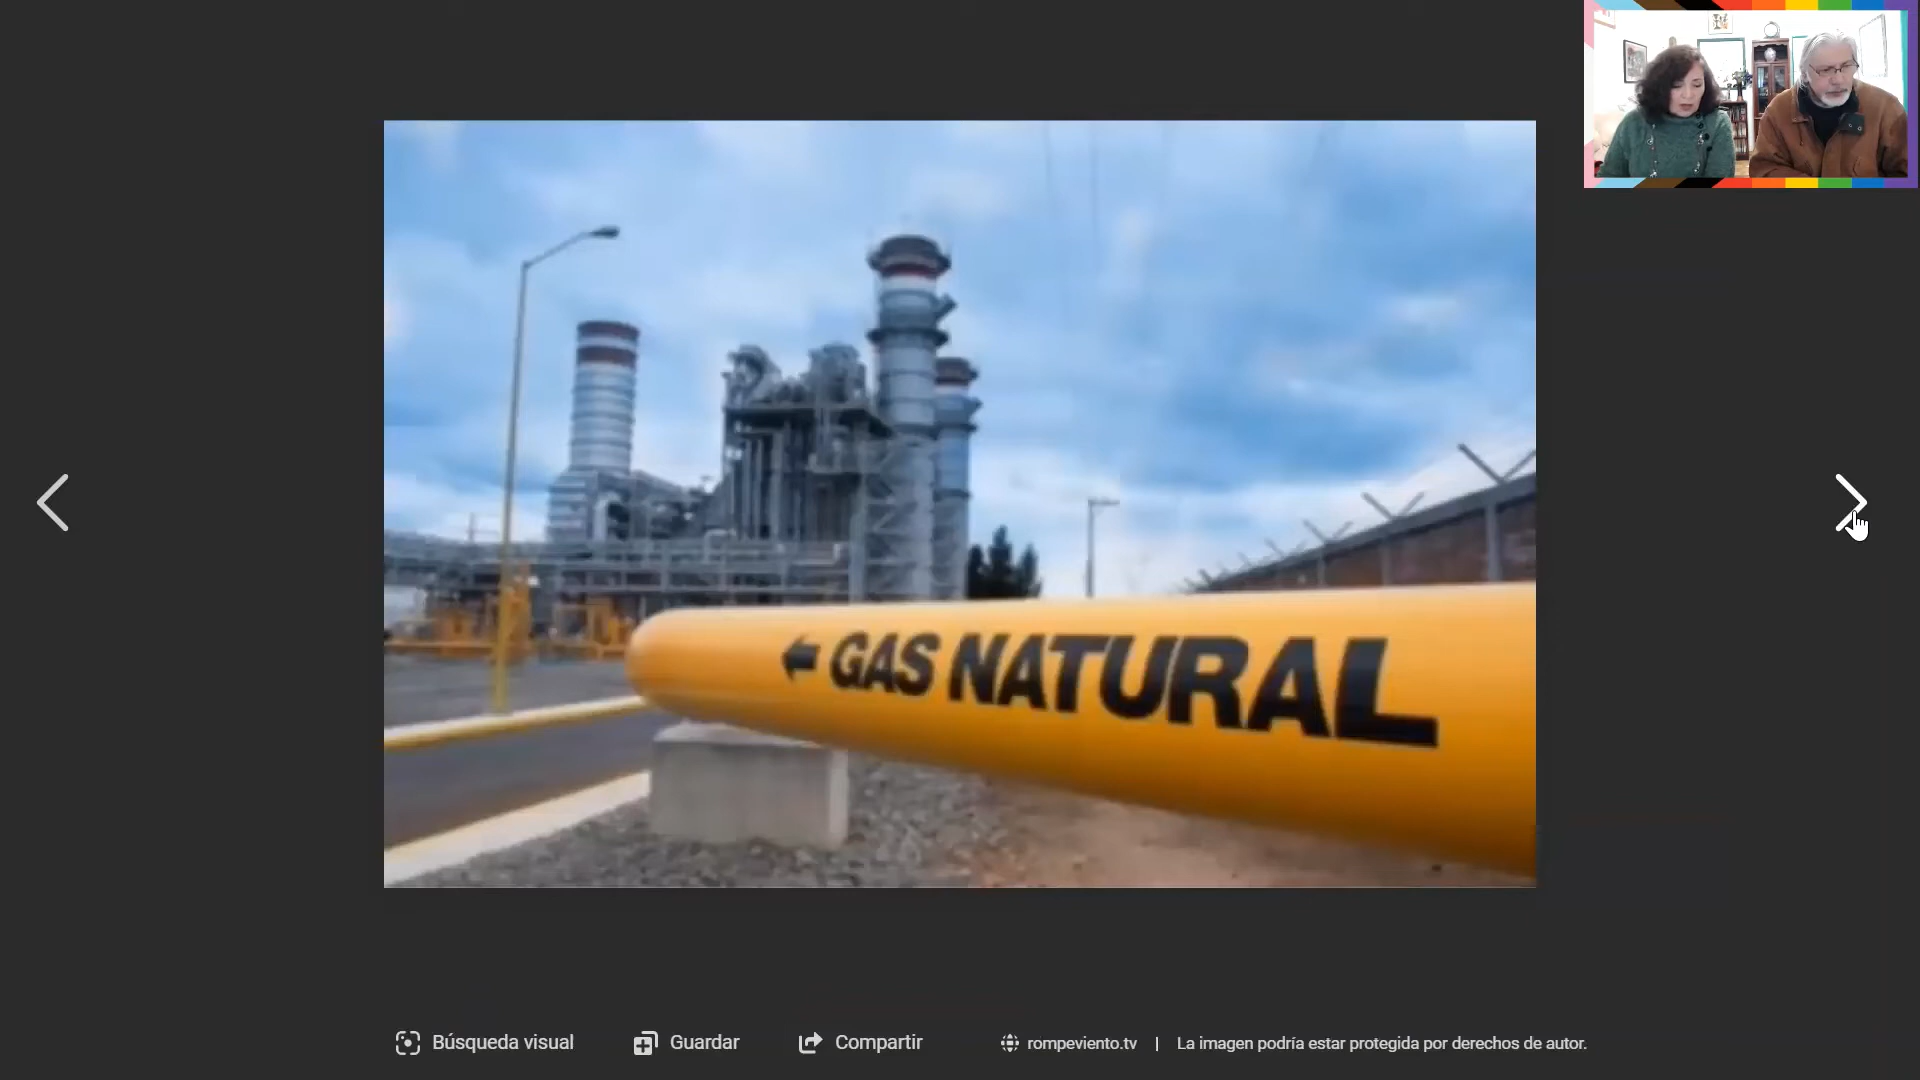 GAS NATURAL
Búsqueda visual
Guardar
Compartir
rompeviento.tv | La imagen podría estar protegida por derechos de autor.